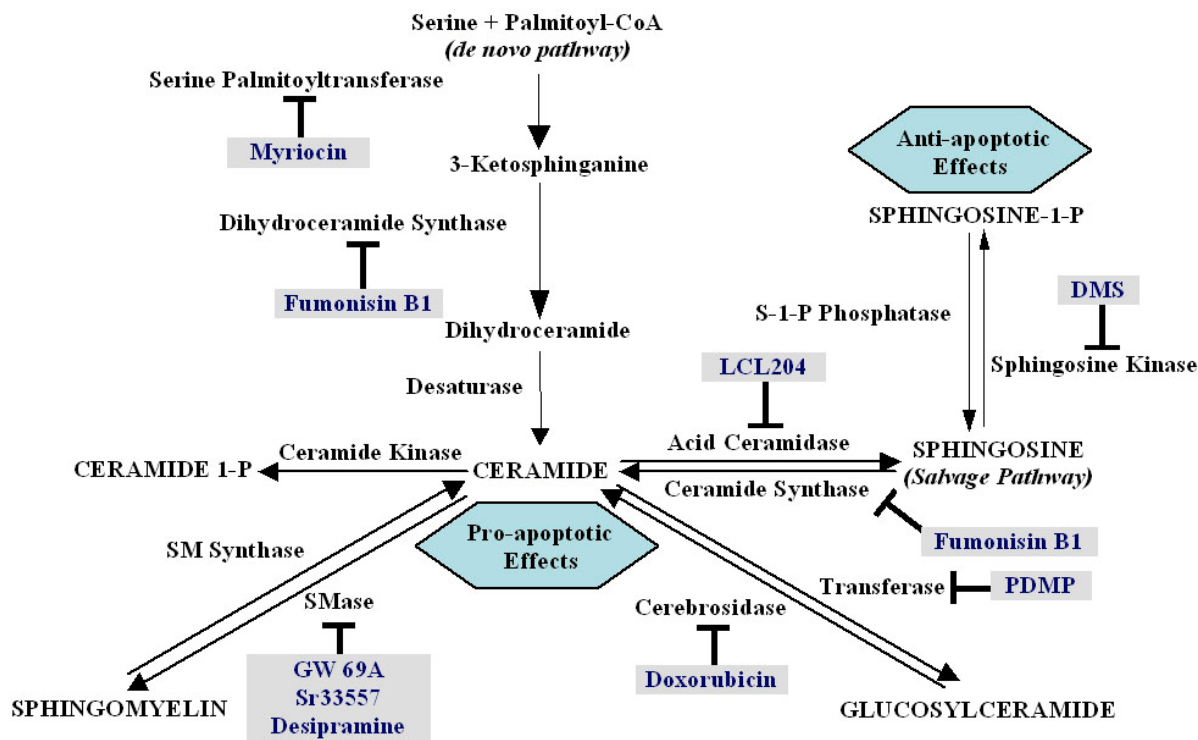 Serine + Palmitoyl-CoA
(de novo pathway)
Serine Palmitoyltransferase
Myriocin
3-Ketosphinganine
Anti-apoptotic
Effects
SPHINGOSINE-1-P
Dihydroceramide Synthase
Fumonisin B1
DMS
S-1-P Phosphatase
Dihydroceramide
Sphingosine Kinase
LCL204
Desaturase
Acid Ceramidase
SPHINGOSINE
(Salvage Pathway)
Ceramide Kinase
CERAMIDE 1-P
CERAMIDE
Ceramide Synthase
Pro-apoptotic
Effects
SM Synthase
Fumonisin B1
Transferase
PDMP
SMase
Cerebrosidase
GW 69A
Sr33557
Desipramine
Doxorubicin
SPHINGOMYELIN
GLUCOSYLCERAMIDE